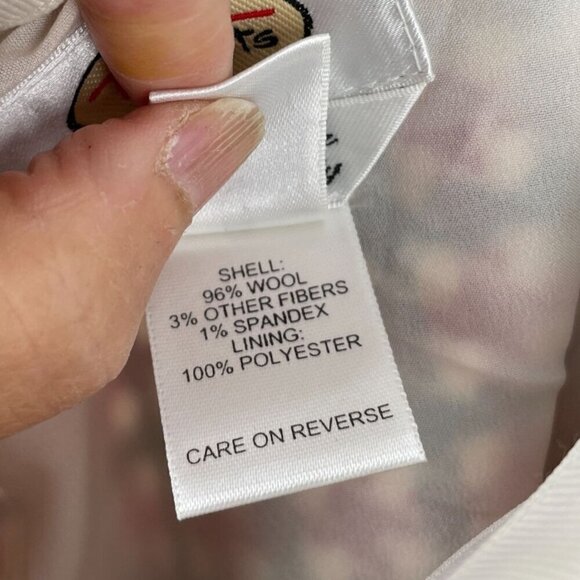 SHELL:
96% WOOL
3% OTHER FIBERS
1% SPANDEX
LINING:
100% POLYESTER
CARE ON REVERSE